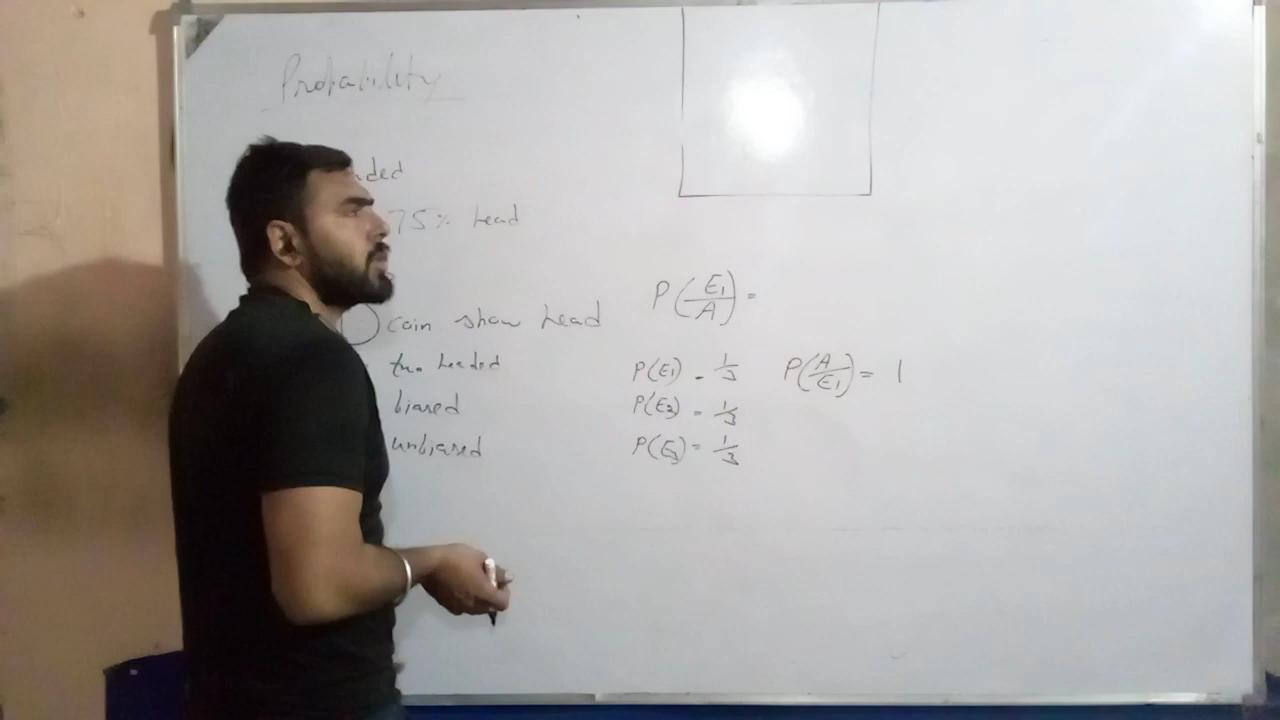 Probability
ded
75% Head
P(E1/A) =
coin show Head
two headed P(E1) = 1/3 P(A/E1) = 1
biased P(E2) = 1/3
unbiased P(E3) = 1/3